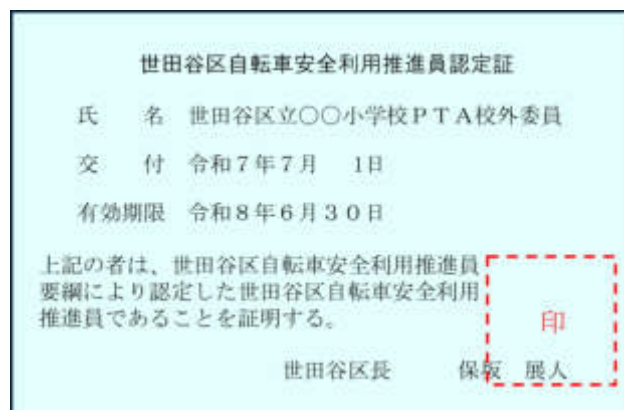 世田谷区自転車安全利用推進員認定証
氏　名　世田谷区立○○小学校ＰＴＡ校外委員
交　付　令和７年７月　１日
有効期限　令和８年６月３０日
上記の者は、世田谷区自転車安全利用推進員
要綱により認定した世田谷区自転車安全利用
推進員であることを証明する。
印
世田谷区長　保坂　展人